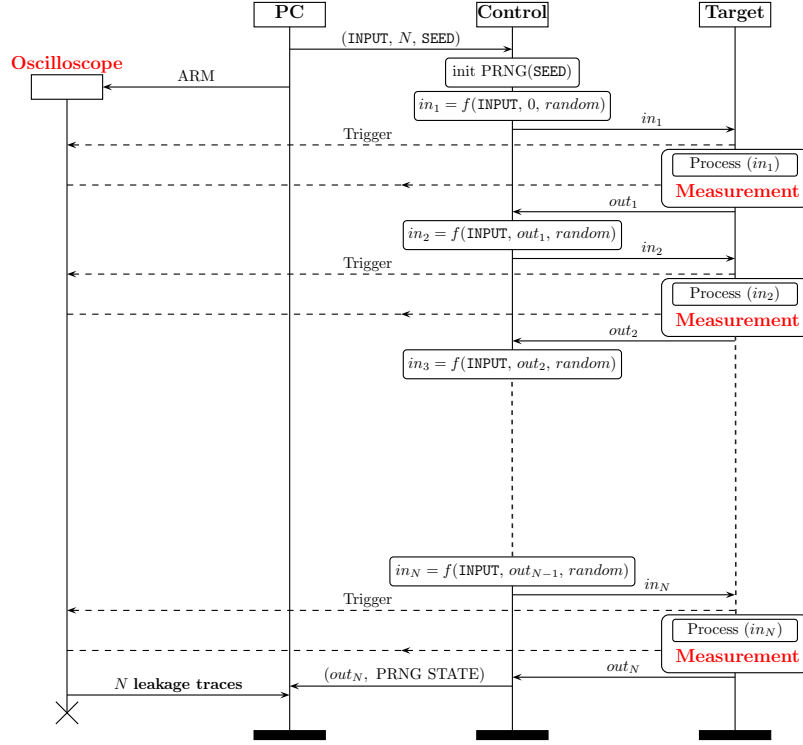 PC
Control
Target
(INPUT, N, SEED)
Oscilloscope
init PRNG(SEED)
ARM
in₁ = f(INPUT, 0, random)
in₁
Trigger
Process (in₁)
Measurement
out₁
in₂ = f(INPUT, out₁, random)
in₂
Trigger
Process (in₂)
Measurement
out₂
in₃ = f(INPUT, out₂, random)
in_N = f(INPUT, out_{N−1}, random)
in_N
Trigger
Process (in_N)
Measurement
out_N
(out_N, PRNG STATE)
N leakage traces